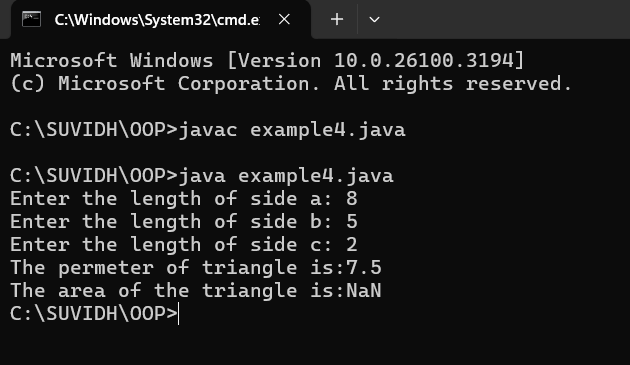 C:\Windows\System32\cmd.e
Microsoft Windows [Version 10.0.26100.3194]
(c) Microsoft Corporation. All rights reserved.
C:\SUVIDH\OOP>javac example4.java
C:\SUVIDH\OOP>java example4.java
Enter the length of side a: 8
Enter the length of side b: 5
Enter the length of side c: 2
The permeter of triangle is:7.5
The area of the triangle is:NaN
C:\SUVIDH\OOP>